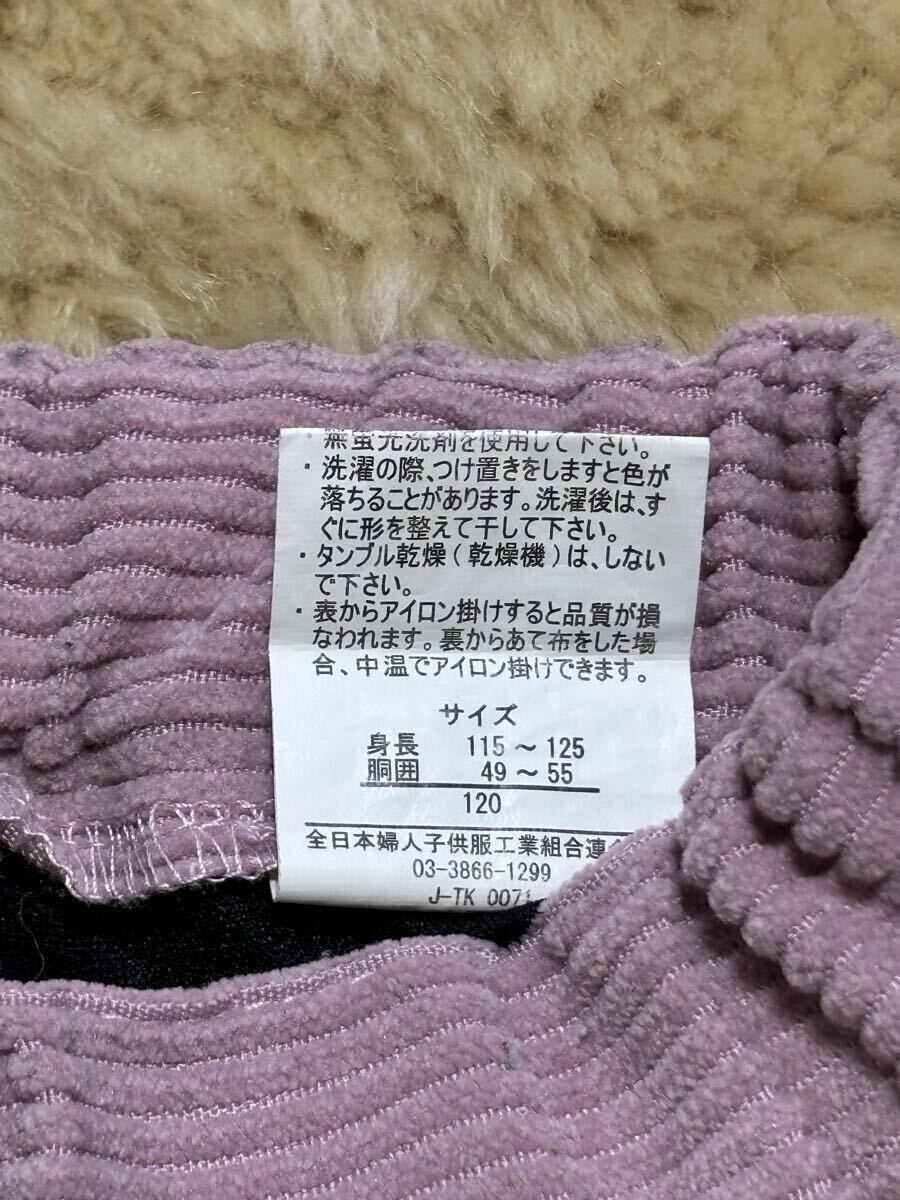 ・無蛍光洗剤を使用して下さい。
・洗濯の際、つけ置きをしますと色が
落ちることがあります。洗濯後は、す
ぐに形を整えて干して下さい。
・タンブル乾燥(乾燥機)は、しない
で下さい。
・表からアイロン掛けすると品質が損
なわれます。裏からあて布をした場
合、中温でアイロン掛けできます。
サイズ
身長 115～125
胴囲 49～55
120
全日本婦人子供服工業組合連
03-3866-1299
J-TK 0071